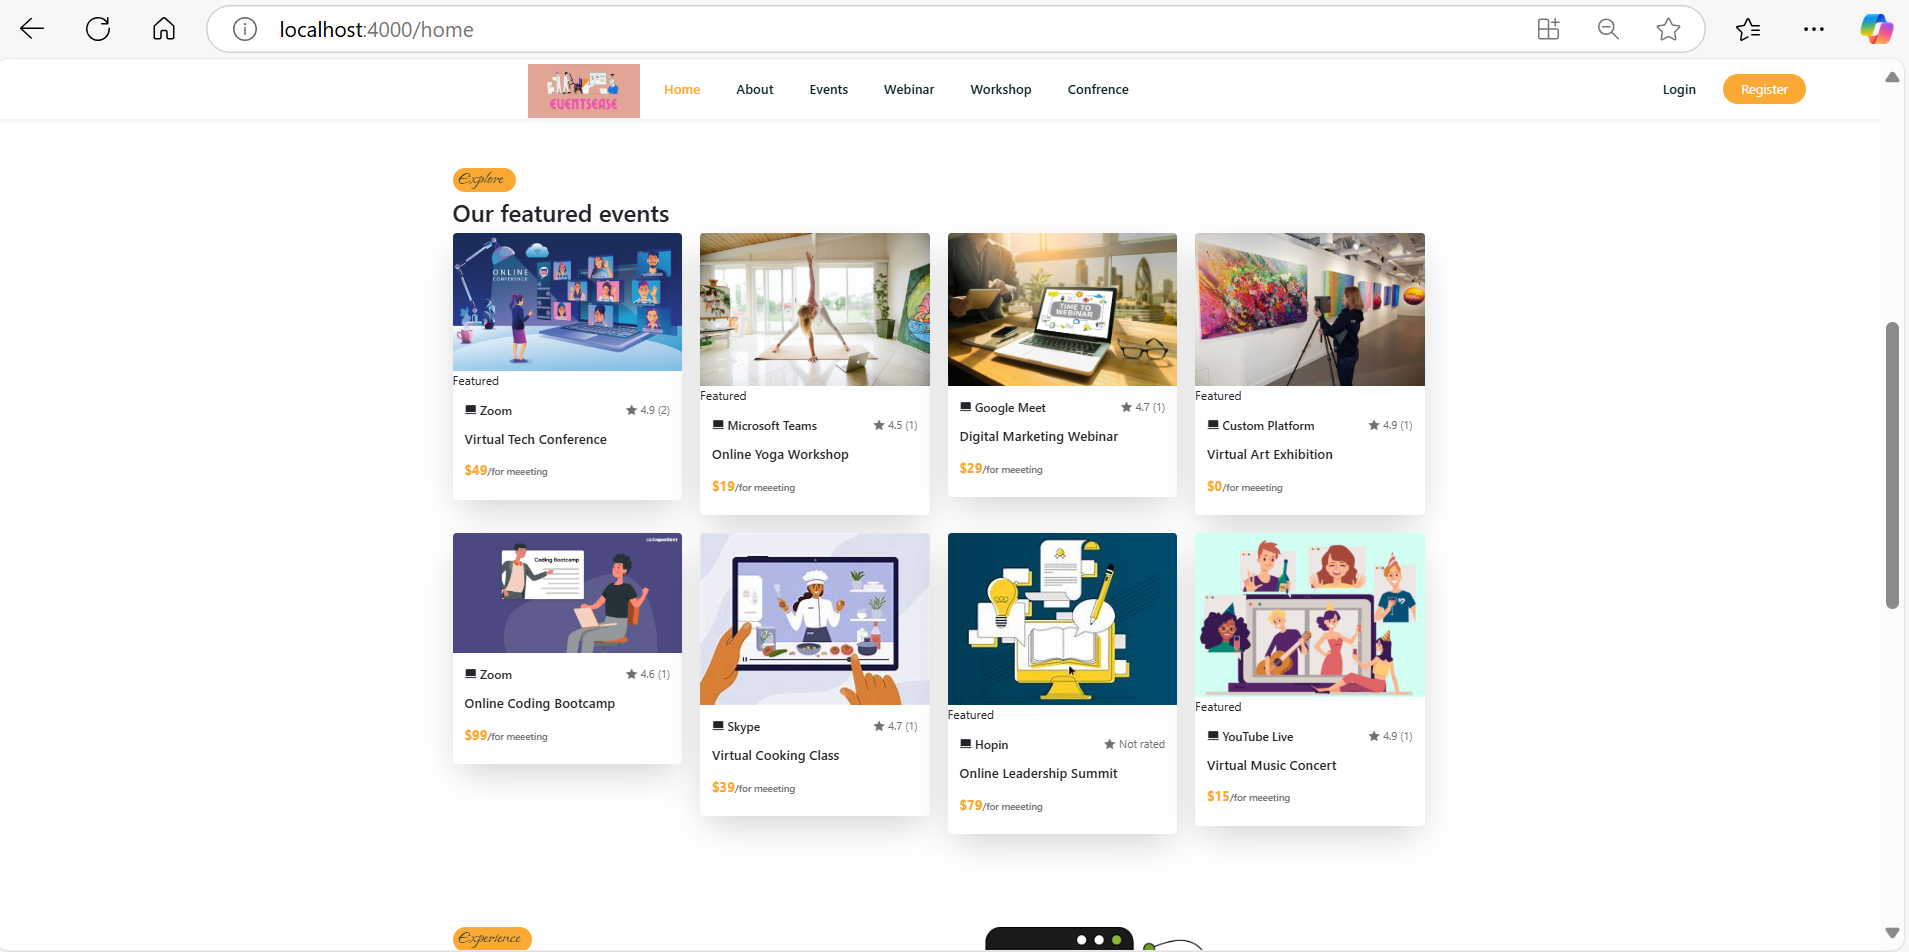 localhost:4000/home
EVENTSEASE
Home
About
Events
Webinar
Workshop
Confrence
Login
Register
Explore
Our featured events
ONLINE
CONFERENCE
Featured
Zoom
4.9 (2)
Virtual Tech Conference
$49/for meeeting
Featured
Microsoft Teams
4.5 (1)
Online Yoga Workshop
$19/for meeeting
TIME TO
WEBINAR
Google Meet
4.7 (1)
Digital Marketing Webinar
$29/for meeeting
Featured
Custom Platform
4.9 (1)
Virtual Art Exhibition
$0/for meeeting
codequotient
Coding Bootcamp
Zoom
4.6 (1)
Online Coding Bootcamp
$99/for meeeting
Skype
4.7 (1)
Virtual Cooking Class
$39/for meeeting
Featured
Hopin
Not rated
Online Leadership Summit
$79/for meeeting
Featured
YouTube Live
4.9 (1)
Virtual Music Concert
$15/for meeeting
Experience